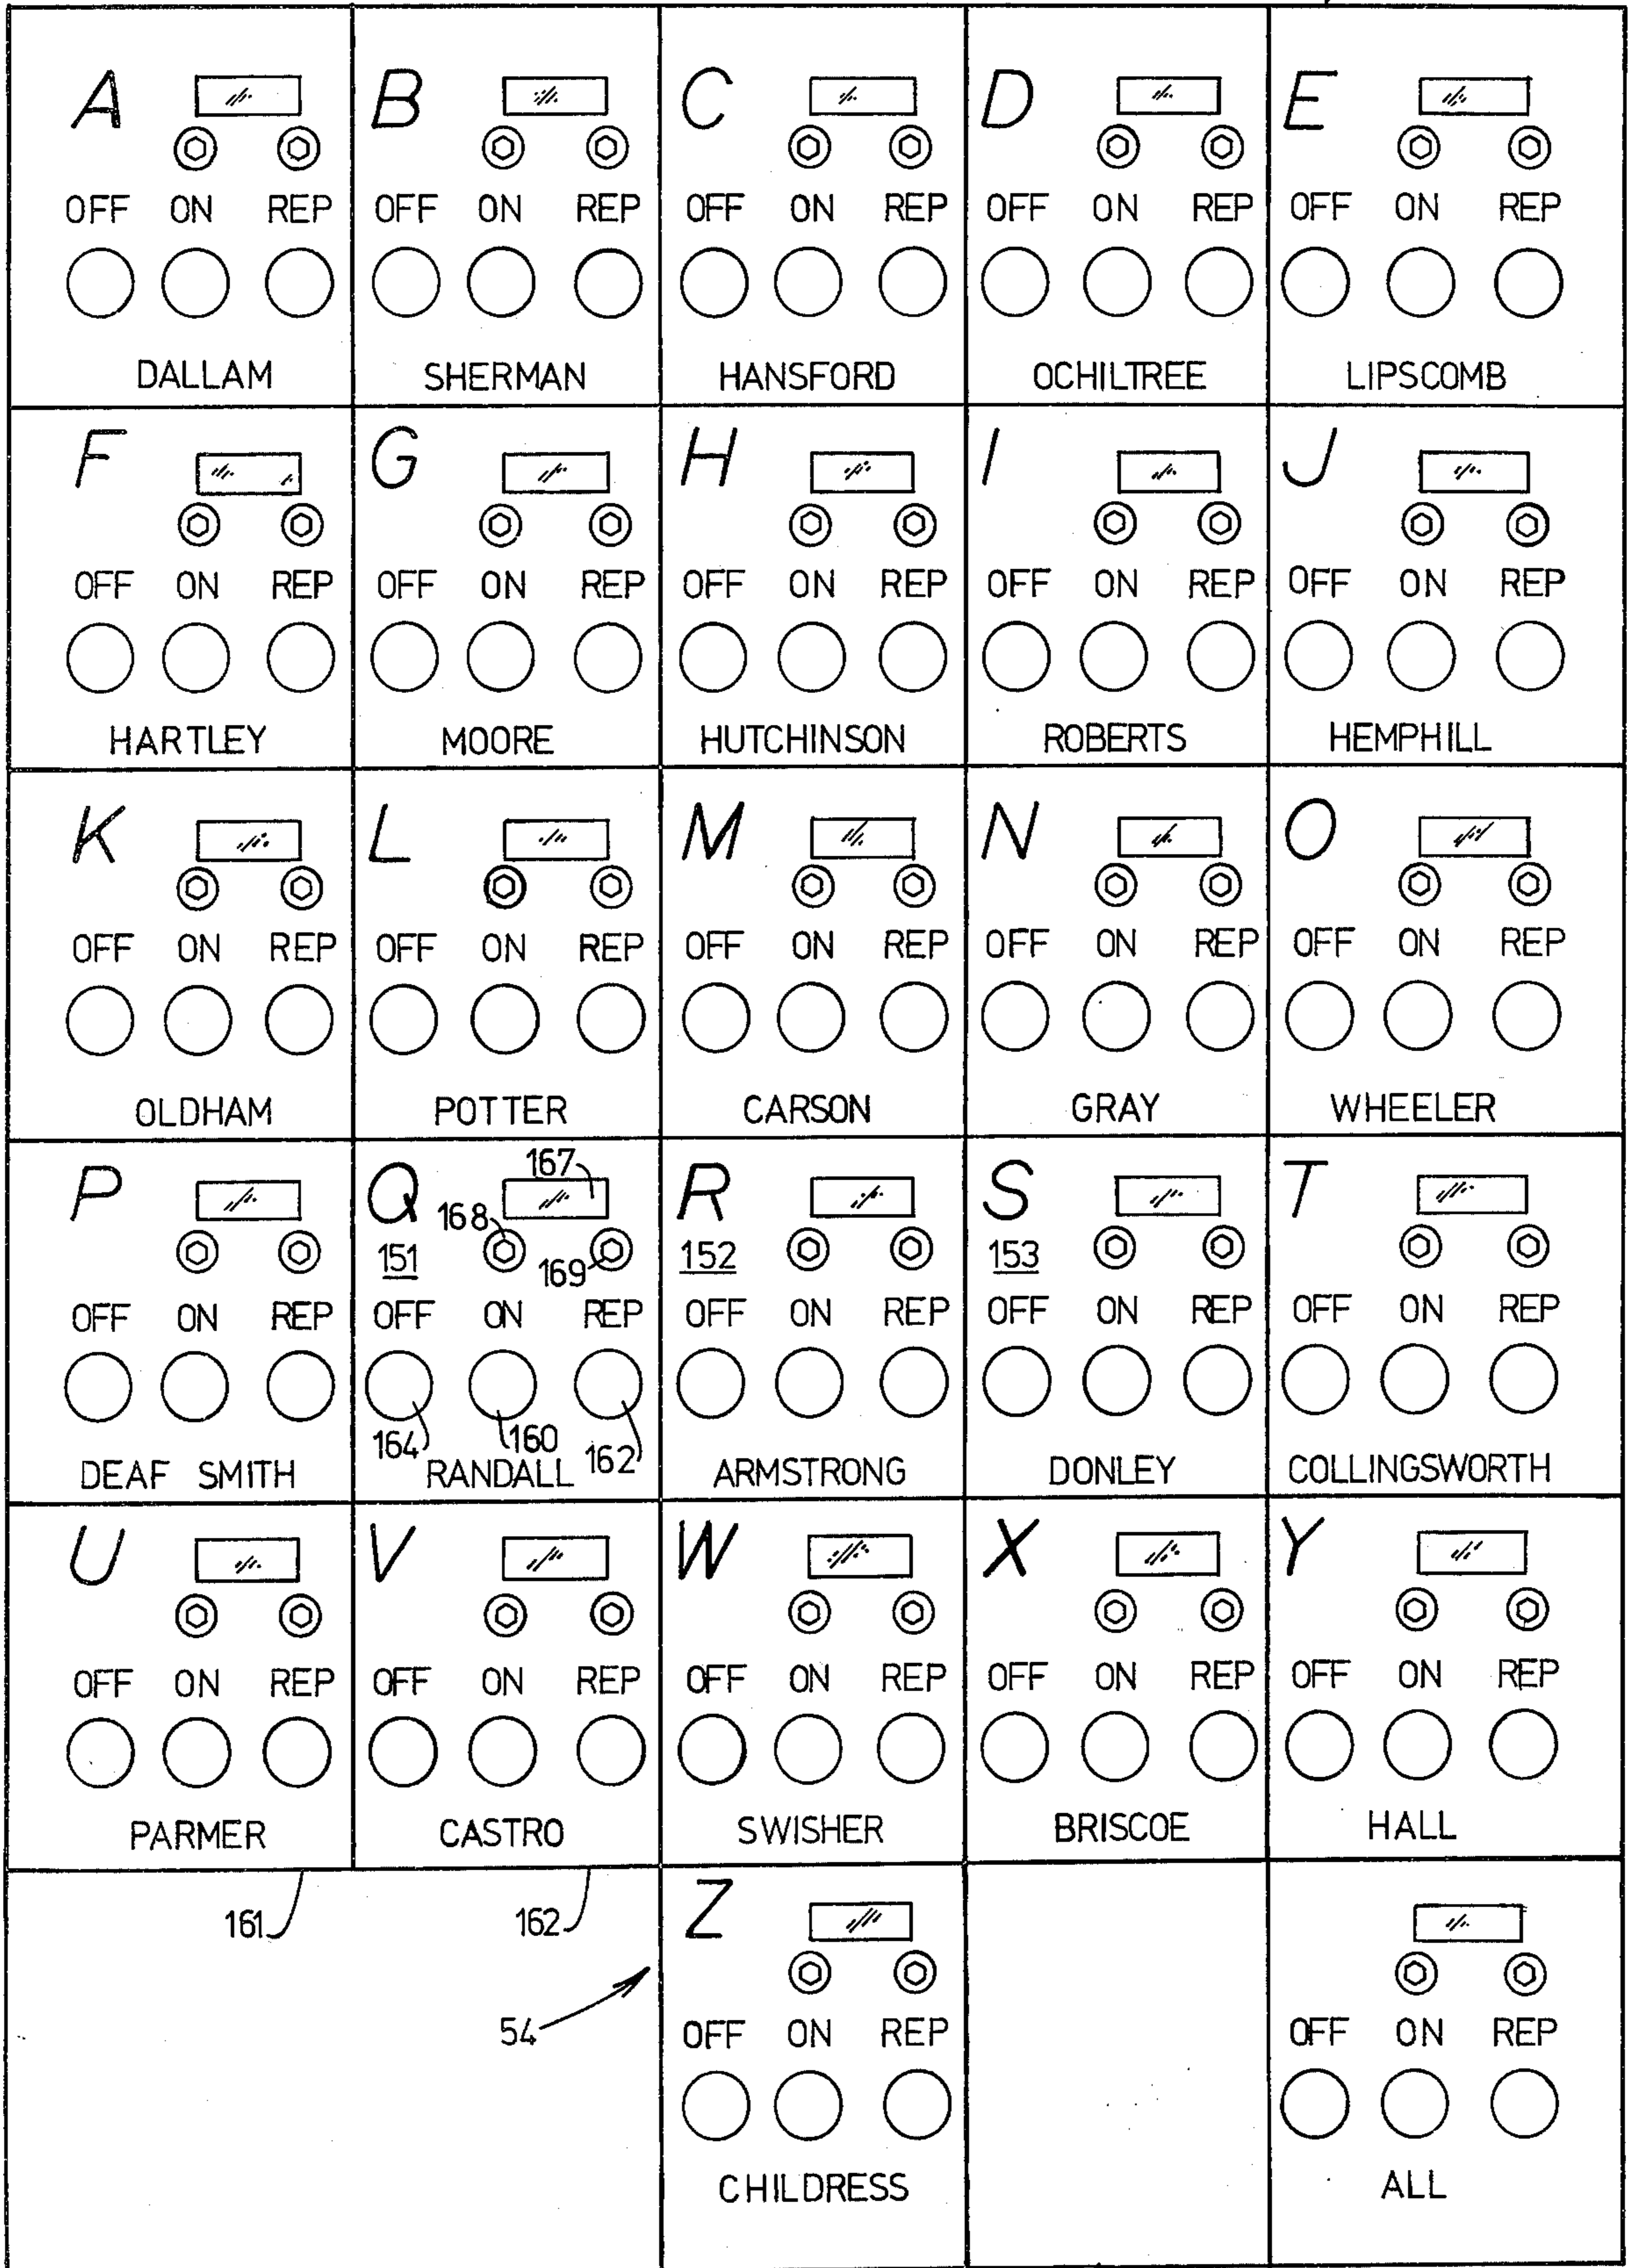 A B C D E
OFF ON REP OFF ON REP OFF ON REP OFF ON REP OFF ON REP
DALLAM SHERMAN HANSFORD OCHILTREE LIPSCOMB
F G H I J
OFF ON REP OFF ON REP OFF ON REP OFF ON REP OFF ON REP
HARTLEY MOORE HUTCHINSON ROBERTS HEMPHILL
K L M N O
OFF ON REP OFF ON REP OFF ON REP OFF ON REP OFF ON REP
OLDHAM POTTER CARSON GRAY WHEELER
167
P Q R S T
168
151 169 152 153
OFF ON REP OFF ON REP OFF ON REP OFF ON REP OFF ON REP
164 160 162
DEAF SMITH RANDALL ARMSTRONG DONLEY COLLINGSWORTH
U V W X Y
OFF ON REP OFF ON REP OFF ON REP OFF ON REP OFF ON REP
PARMER CASTRO SWISHER BRISCOE HALL
161 162 Z
54 OFF ON REP OFF ON REP
CHILDRESS ALL